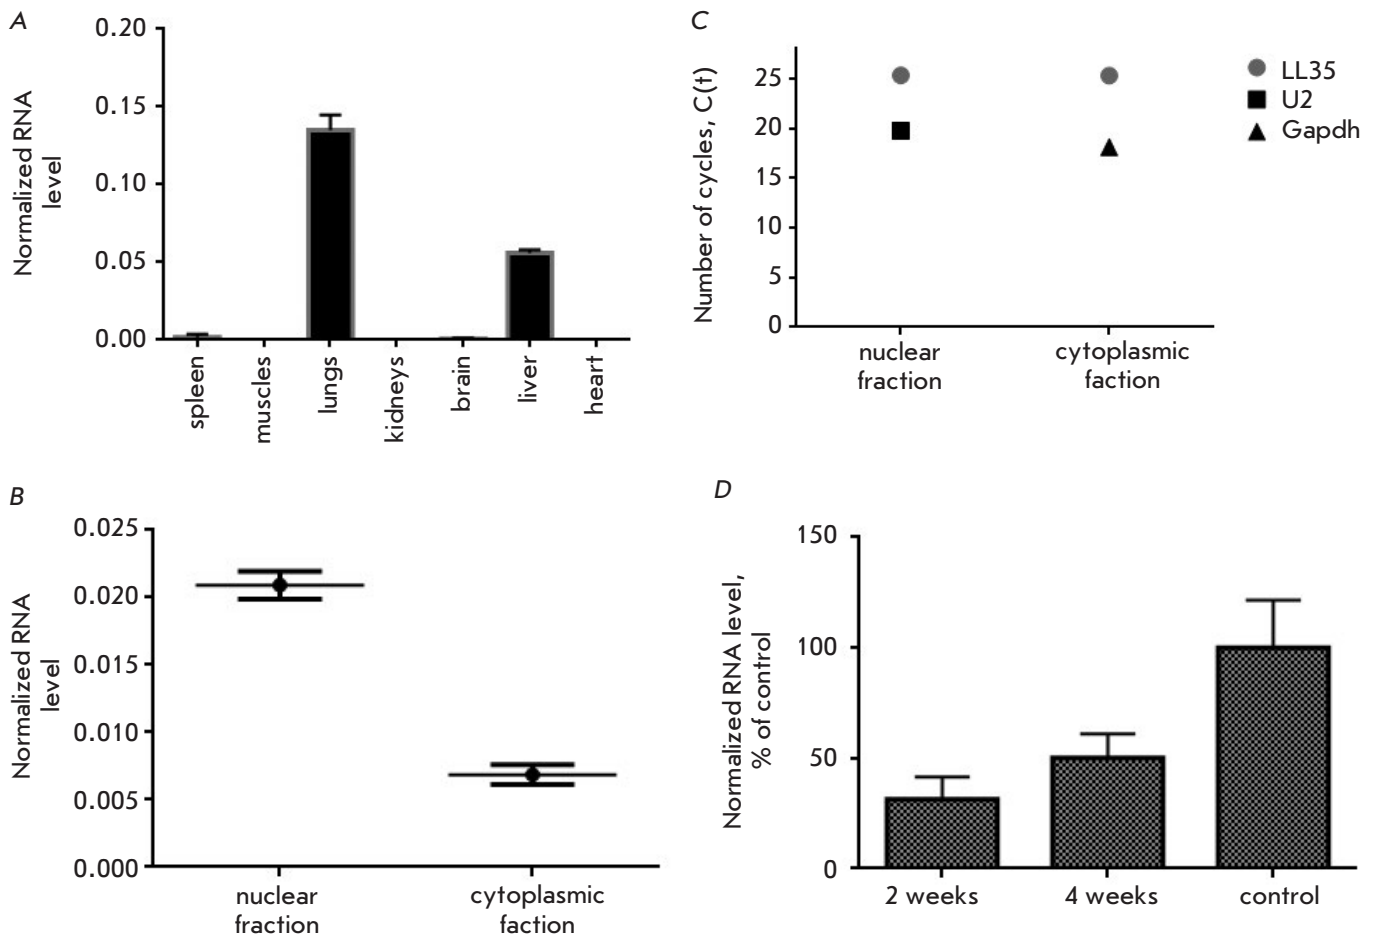 A
Normalized RNA
level
0.20
0.15
0.10
0.05
0.00
spleen
muscles
lungs
kidneys
brain
liver
heart
C
Number of cycles, C(t)
25
20
15
10
5
0
nuclear
fraction
cytoplasmic
faction
LL35
U2
Gapdh
B
Normalized RNA
level
0.025
0.020
0.015
0.010
0.005
0.000
nuclear
fraction
cytoplasmic
faction
D
Normalized RNA level,
% of control
150
100
50
0
2 weeks
4 weeks
control